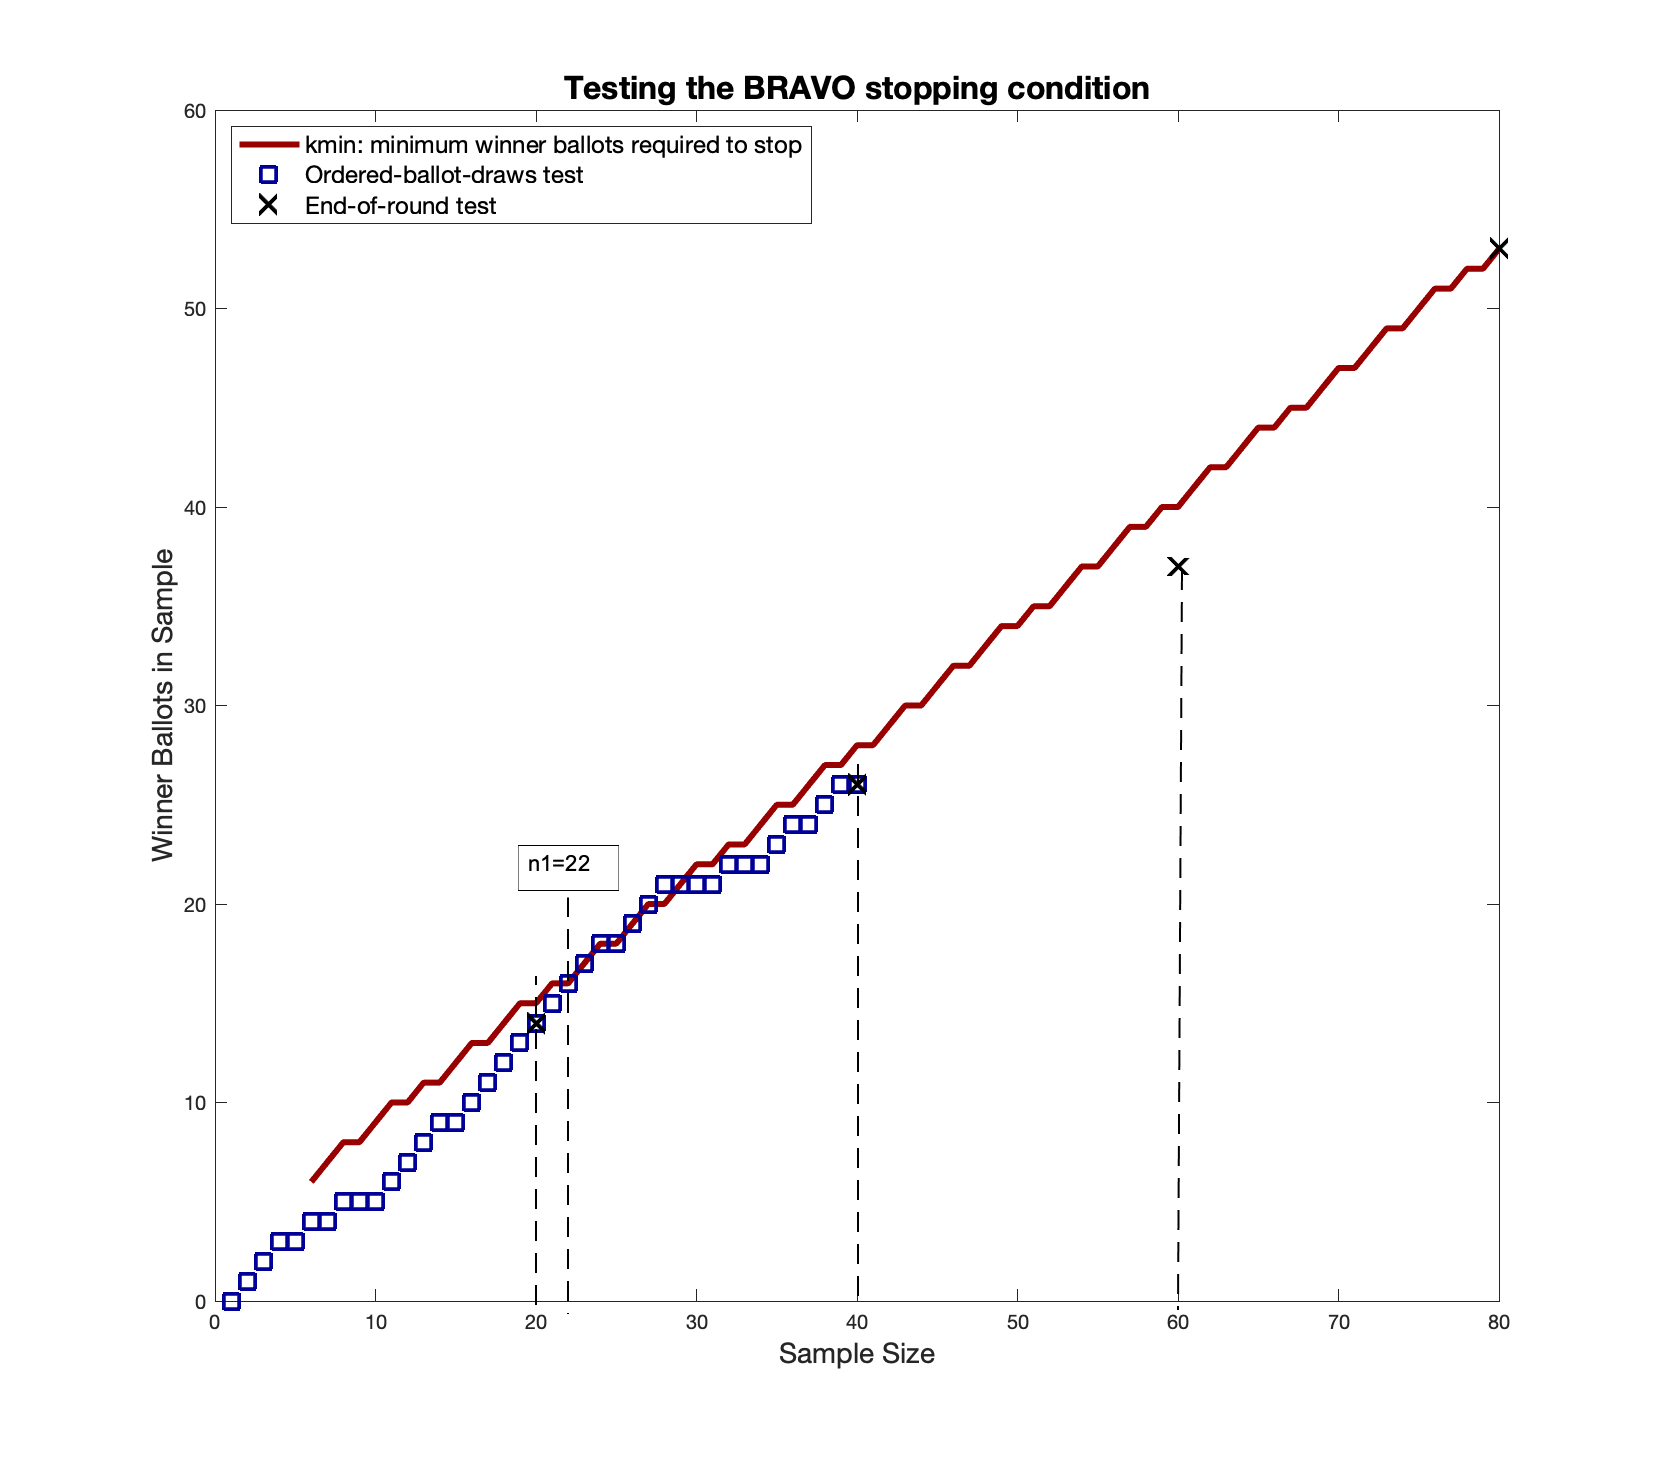 Testing the BRAVO stopping condition
kmin: minimum winner ballots required to stop
Ordered-ballot-draws test
End-of-round test
60
50
40
30
20
10
0
Winner Ballots in Sample
n1=22
0 10 20 30 40 50 60 70 80
Sample Size